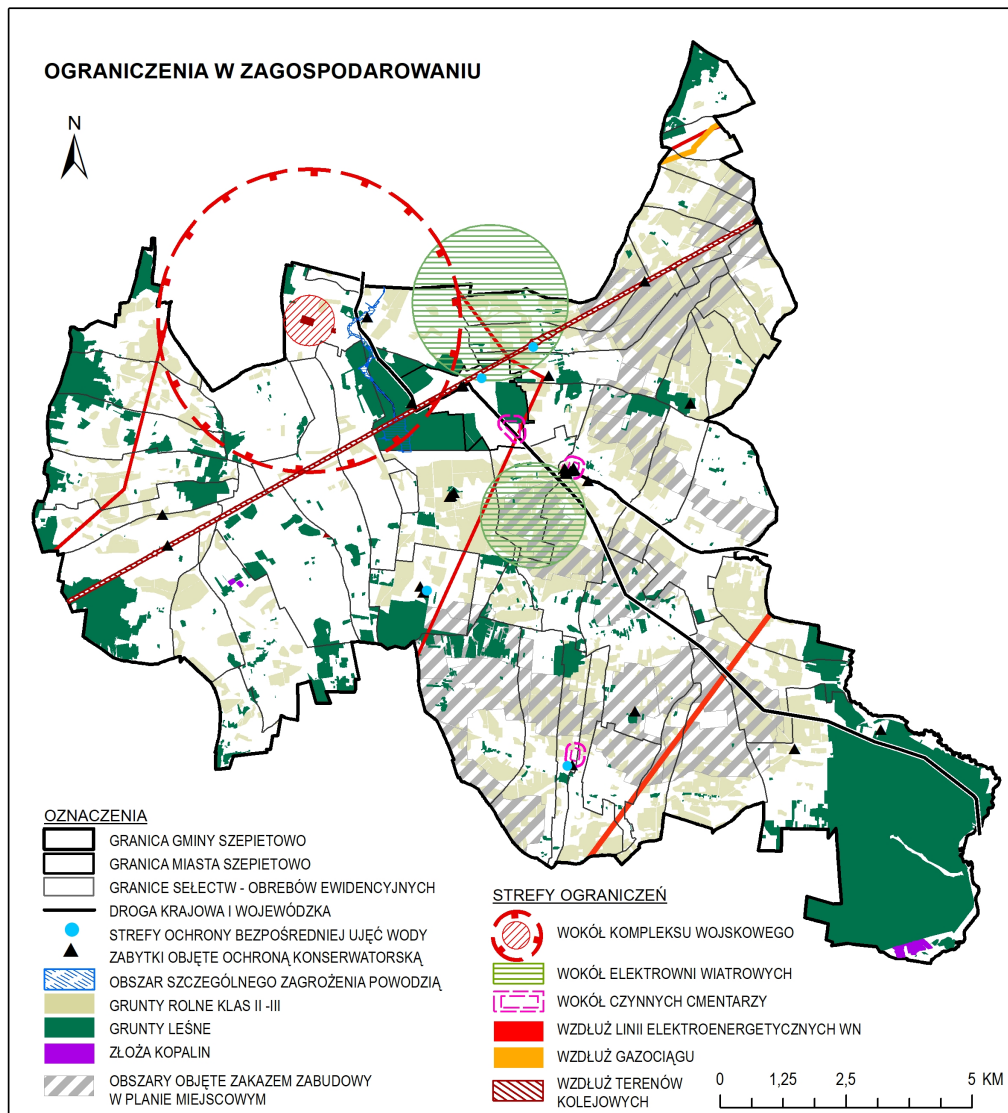 OGRANICZENIA W ZAGOSPODAROWANIU
N
OZNACZENIA
GRANICA GMINY SZEPIETOWO
GRANICA MIASTA SZEPIETOWO
GRANICE SEŁECTW - OBRĘBÓW EWIDENCYJNYCH
DROGA KRAJOWA I WOJEWÓDZKA
STREFY OCHRONY BEZPOŚREDNIEJ UJĘĆ WODY
ZABYTKI OBJĘTE OCHRONĄ KONSERWATORSKĄ
OBSZAR SZCZEGÓLNEGO ZAGROŻENIA POWODZIĄ
GRUNTY ROLNE KLAS II -III
GRUNTY LEŚNE
ZŁOŻA KOPALIN
OBSZARY OBJĘTE ZAKAZEM ZABUDOWY
W PLANIE MIEJSCOWYM
STREFY OGRANICZEŃ
WOKÓŁ KOMPLEKSU WOJSKOWEGO
WOKÓŁ ELEKTROWNI WIATROWYCH
WOKÓŁ CZYNNYCH CMENTARZY
WZDŁUŻ LINII ELEKTROENERGETYCZNYCH WN
WZDŁUŻ GAZOCIĄGU
WZDŁUŻ TERENÓW
KOLEJOWYCH
0 1,25 2,5 5 KM